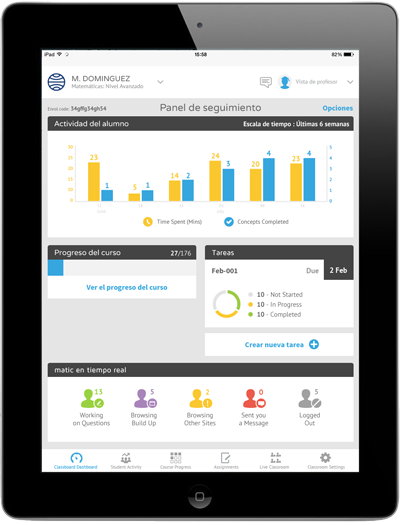 iPad
15:58
82%
M. DOMINGUEZ
Matemáticas: Nivel Avanzado
Vista de profesor
Enrol code: 34gffg34gh54
Panel de seguimiento
Opciones
Actividad del alumno
Escala de tiempo : Últimas 6 semanas
23 1 5 1 14 2 24 3 20 4 23 4
Time Spent (Mins)
Concepts Completed
Progreso del curso
27/176
Ver el progreso del curso
Tareas
Feb-001
Due
2 Feb
10 - Not Started
10 - In Progress
10 - Completed
Crear nueva tarea
matic en tiempo real
5
2
0
Working
on Questions
Browsing
Build Up
Browsing
Other Sites
Sent you
a Message
Logged
Out
Classboard Dashboard
Student Activity
Course Progress
Assignments
Live Classroom
Classroom Settings